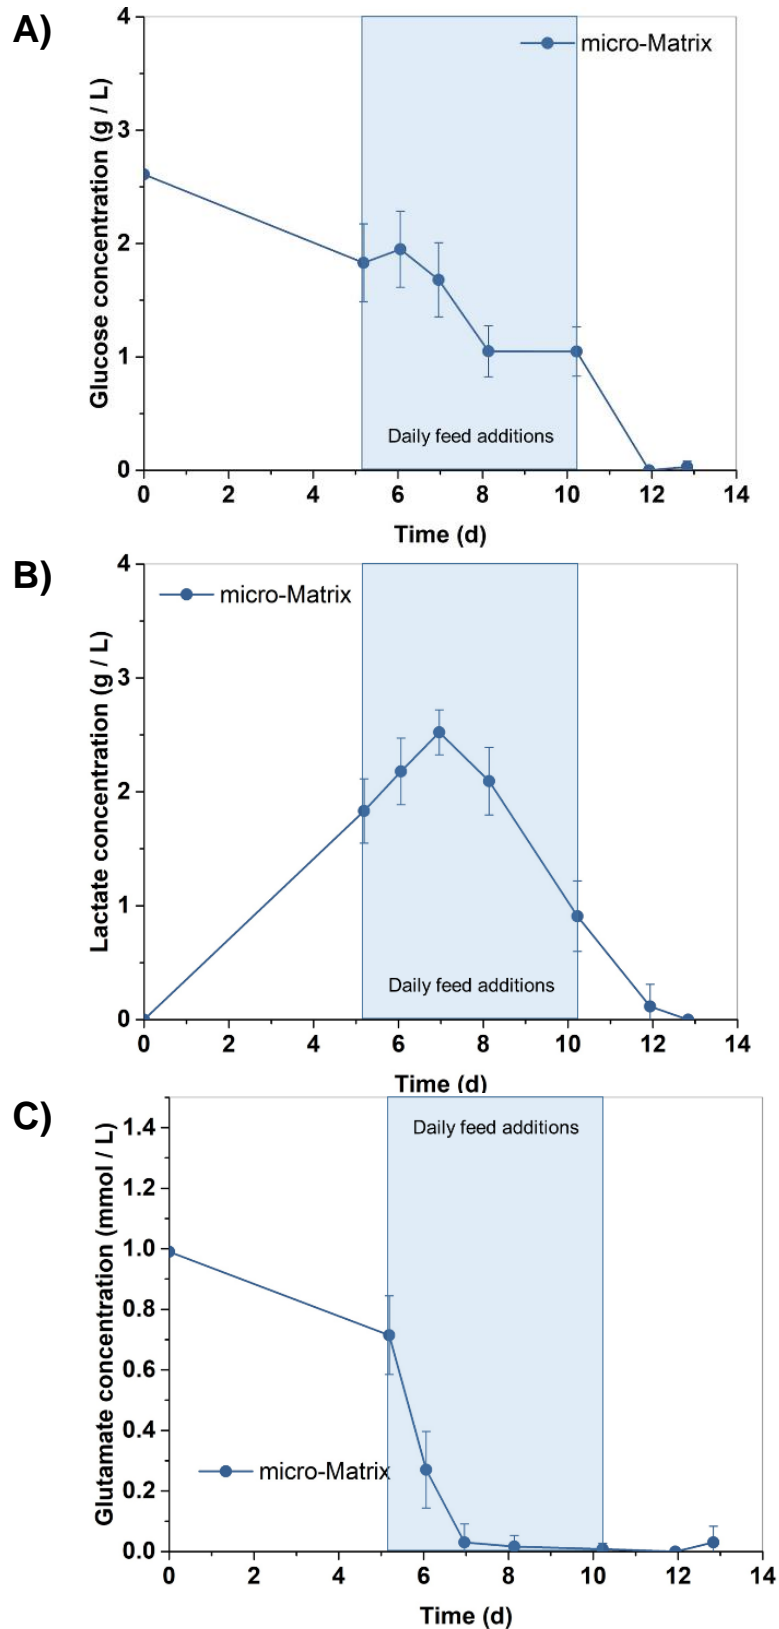 A)
Glucose concentration (g / L)
4
3
2
1
0
micro-Matrix
Daily feed additions
0 2 4 6 8 10 12 14
Time (d)
B)
Lactate concentration (g / L)
4
3
2
1
0
micro-Matrix
Daily feed additions
0 2 4 6 8 10 12 14
Time (d)
C)
Glutamate concentration (mmol / L)
1.4
1.2
1.0
0.8
0.6
0.4
0.2
0.0
Daily feed additions
micro-Matrix
0 2 4 6 8 10 12 14
Time (d)